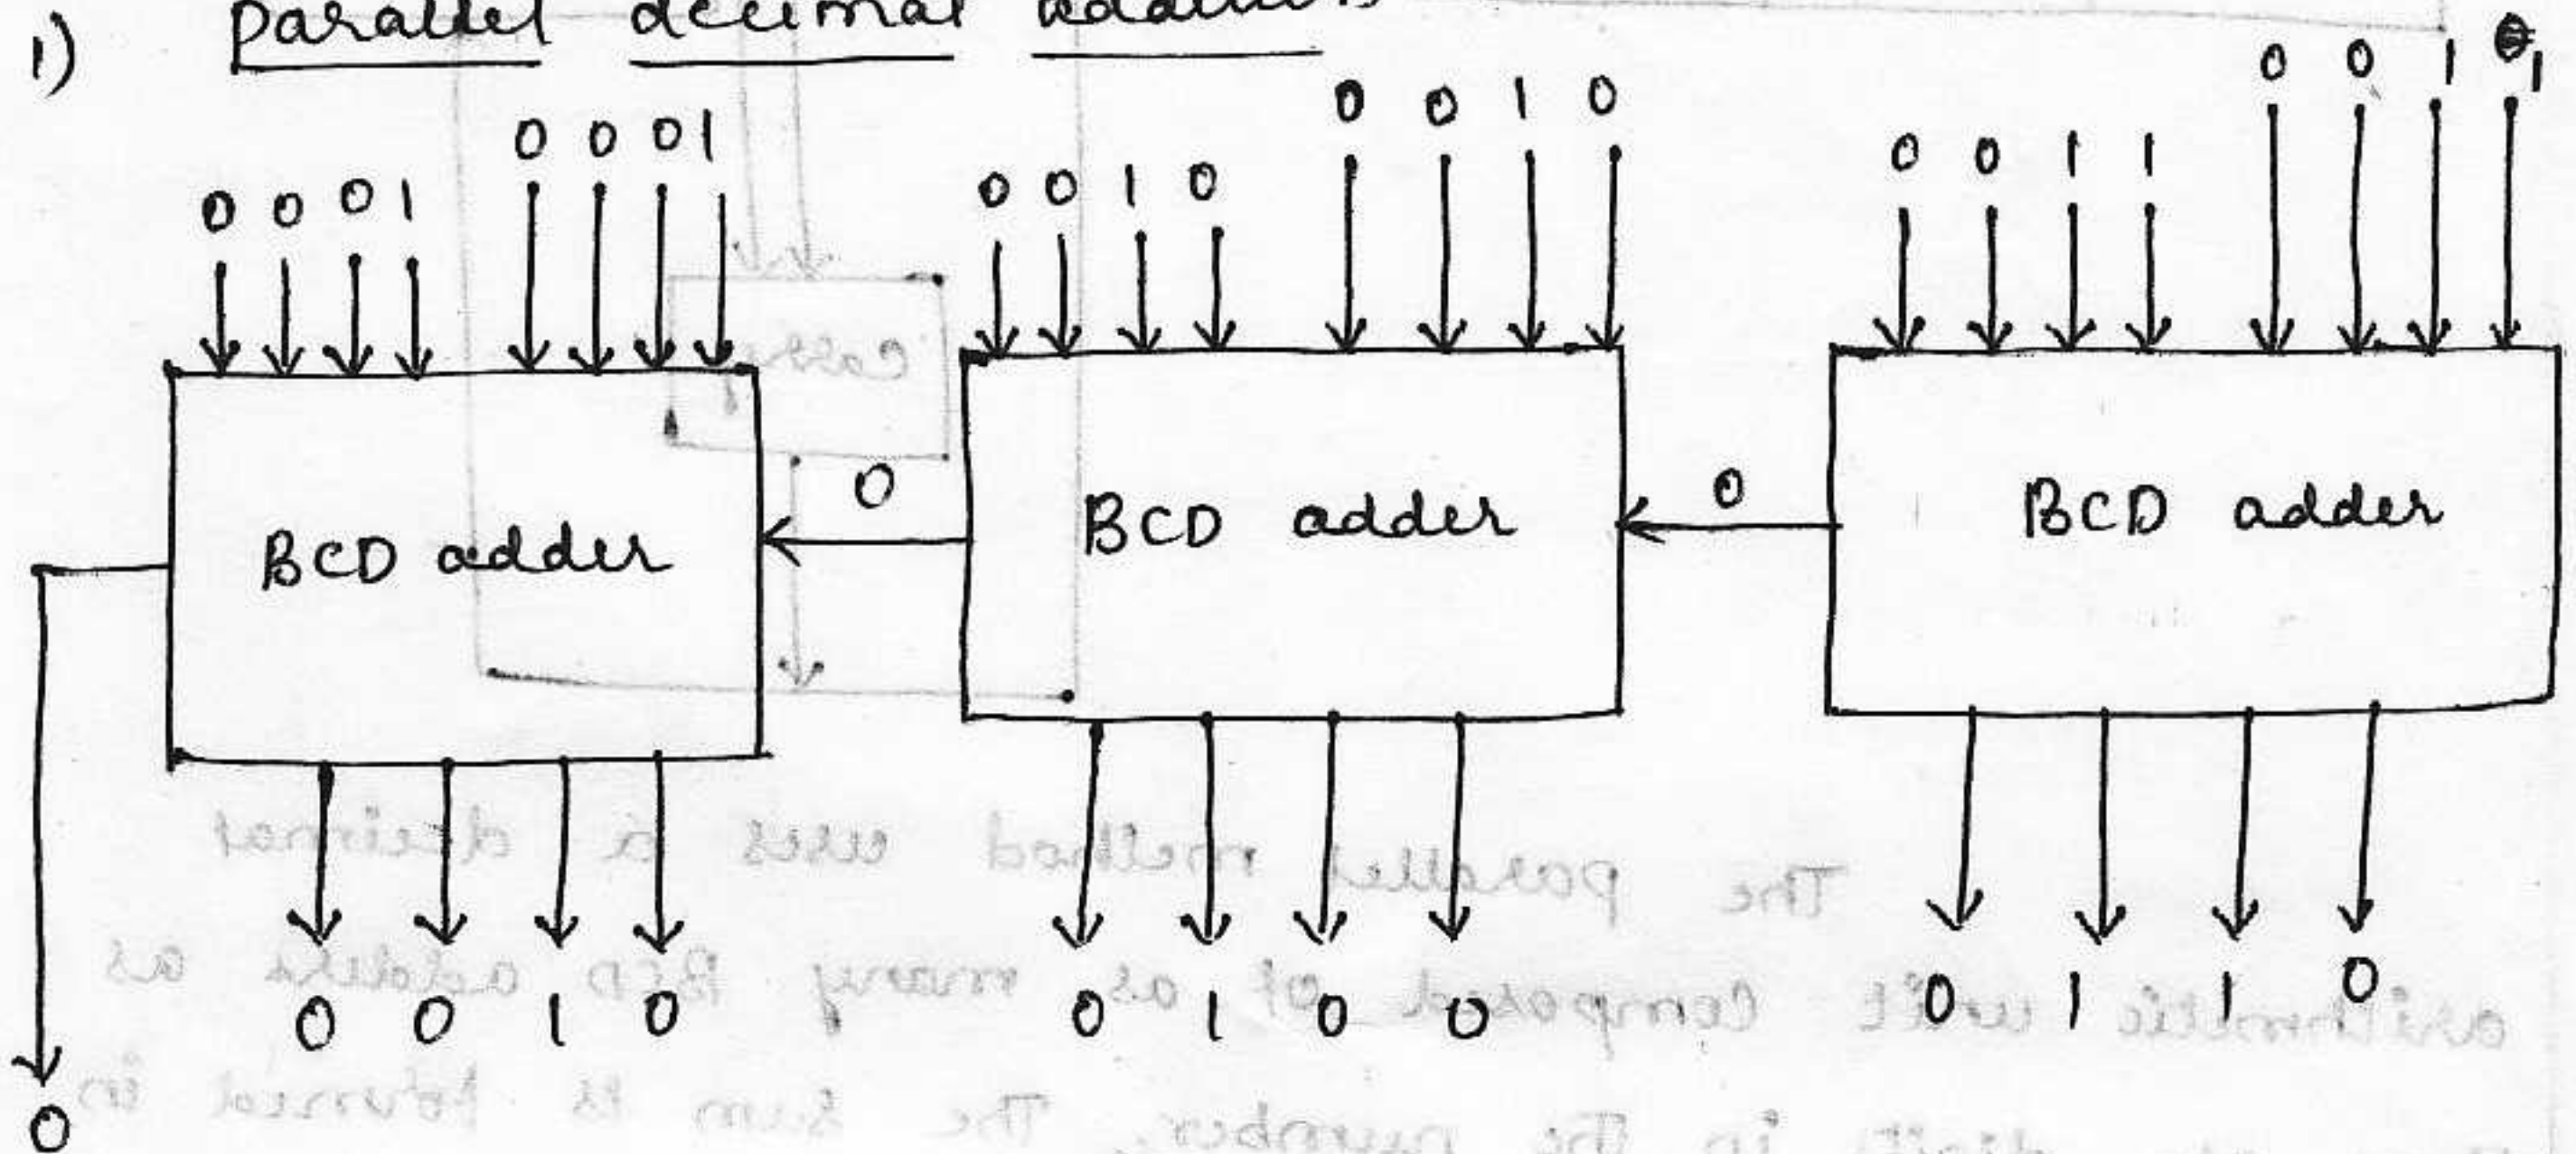 1) parallel decimal addition
0 0 0 1 0 0 0 1 0 0 1 0 0 0 1 0 0 0 1 1 0 0 1 1
0 0
BCD adder BCD adder BCD adder
0 0 1 0 0 1 0 0 0 1 1 0
0